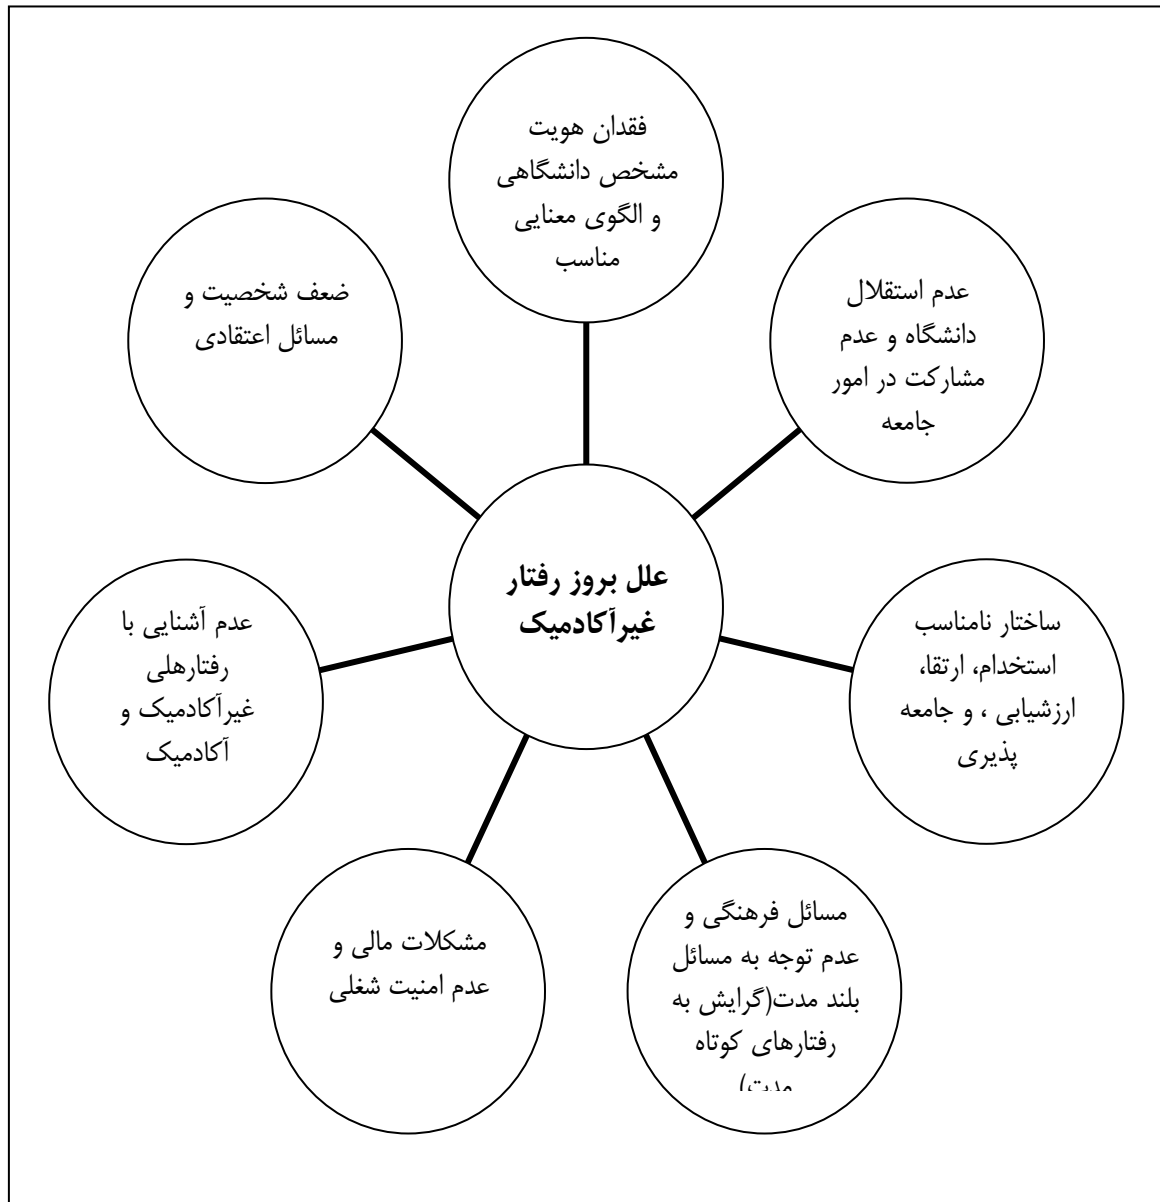 فقدان هویت
مشخص دانشگاهی
و الگوی معنایی
مناسب
عدم استقلال
دانشگاه و عدم
مشارکت در امور
جامعه
ضعف شخصیت و
مسائل اعتقادی
علل بروز رفتار
غیرآکادمیک
ساختار نامناسب
استخدام، ارتقا،
ارزشیابی ، و جامعه
پذیری
عدم آشنایی با
رفتارهلی
غیرآکادمیک و
آکادمیک
مسائل فرهنگی و
عدم توجه به مسائل
بلند مدت(گرایش به
رفتارهای کوتاه
مدت)
مشکلات مالی و
عدم امنیت شغلی